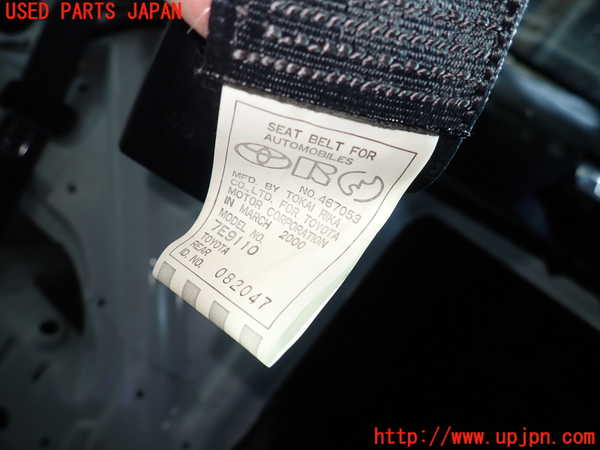 USED PARTS JAPAN
SEAT BELT FOR
AUTOMOBILES
NO. 467053
MFD. BY TOKAI RIKA
CO., LTD. FOR TOYOTA
MOTOR CORPORATION
IN MARCH 2000
MODEL NO.
7E9110
TOYOTA
REAR
ID. NO. 082047
http://www.upjpn.com/